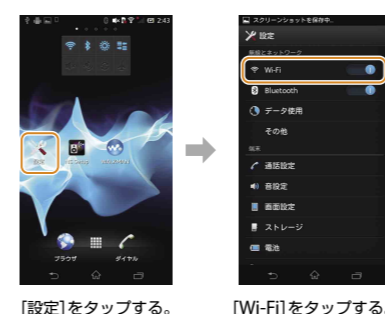 2:43
設定
ブラウザ
ダイヤル
[設定]をタップする。
スクリーンショットを保存中...
設定
無線とネットワーク
Wi-Fi
Bluetooth
データ使用
その他
端末
通話設定
音設定
画面設定
ストレージ
電池
[Wi-Fi]をタップする。